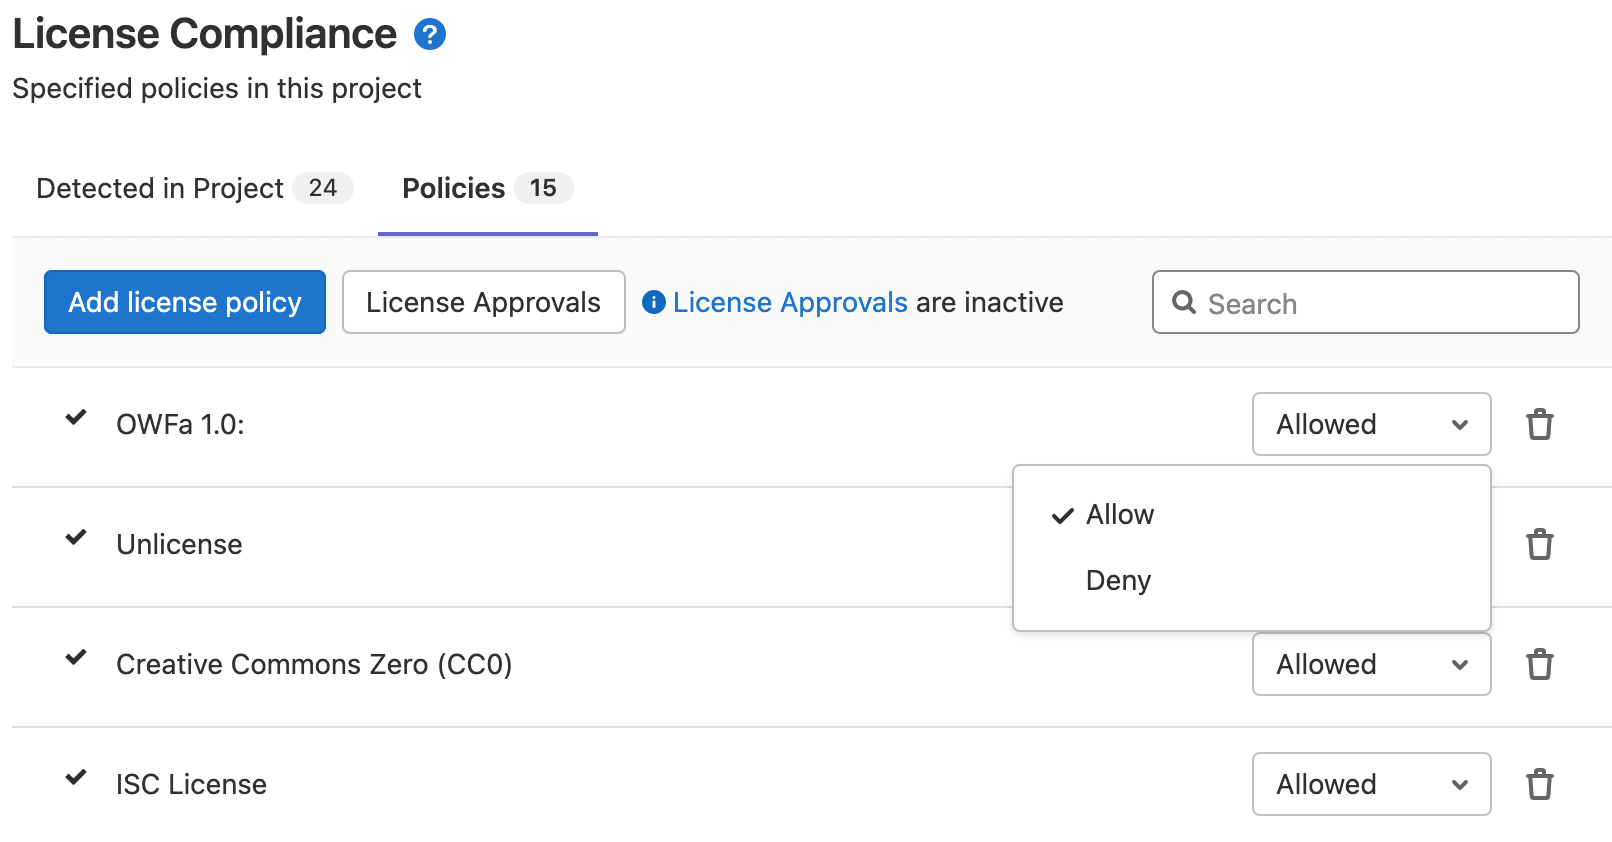 License Compliance ?
Specified policies in this project
Detected in Project 24 Policies 15
Add license policy License Approvals License Approvals are inactive Search
OWFa 1.0: Allowed
Allow
Unlicense
Deny
Creative Commons Zero (CC0) Allowed
ISC License Allowed